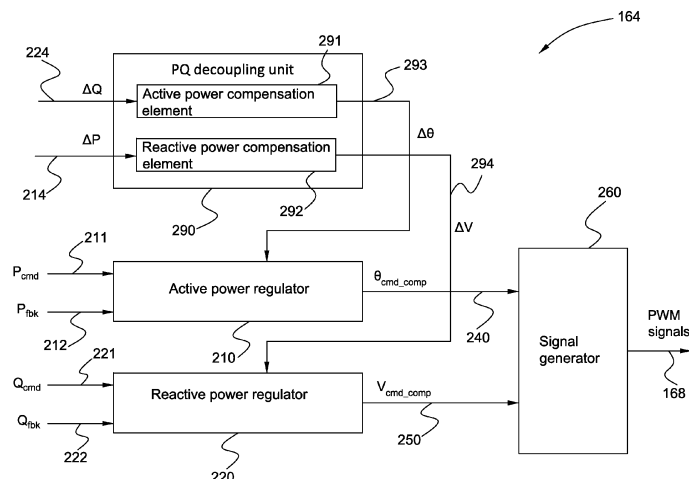 164
224
ΔQ
PQ decoupling unit
291
293
Active power compensation
element
ΔP
Δθ
Reactive power compensation
element
214
290
292
294
ΔV
260
211
Pcmd
Active power regulator
θcmd_comp
Pfbk
212
210
240
Signal
generator
PWM
signals
168
221
Qcmd
Reactive power regulator
Vcmd_comp
Qfbk
222
220
250